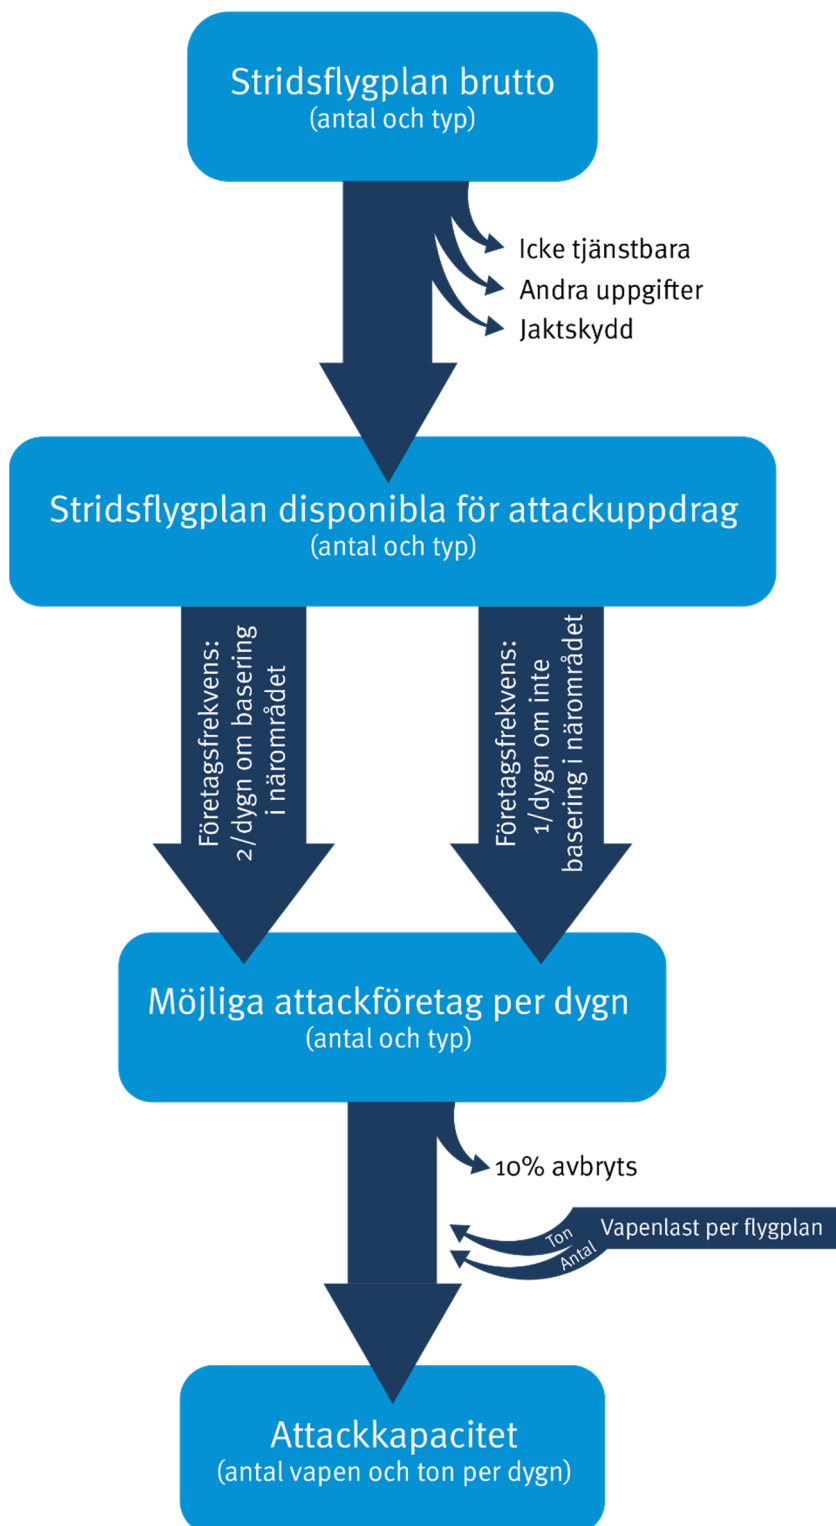 Stridsflygplan brutto
(antal och typ)
Icke tjänstbara
Andra uppgifter
Jaktskydd
Stridsflygplan disponibla för attackuppdrag
(antal och typ)
Företagsfrekvens:
2/dygn om basering
i närområdet
Företagsfrekvens:
1/dygn om inte
basering i närområdet
Möjliga attackföretag per dygn
(antal och typ)
10% avbryts
Vapenlast per flygplan
Ton
Antal
Attackkapacitet
(antal vapen och ton per dygn)